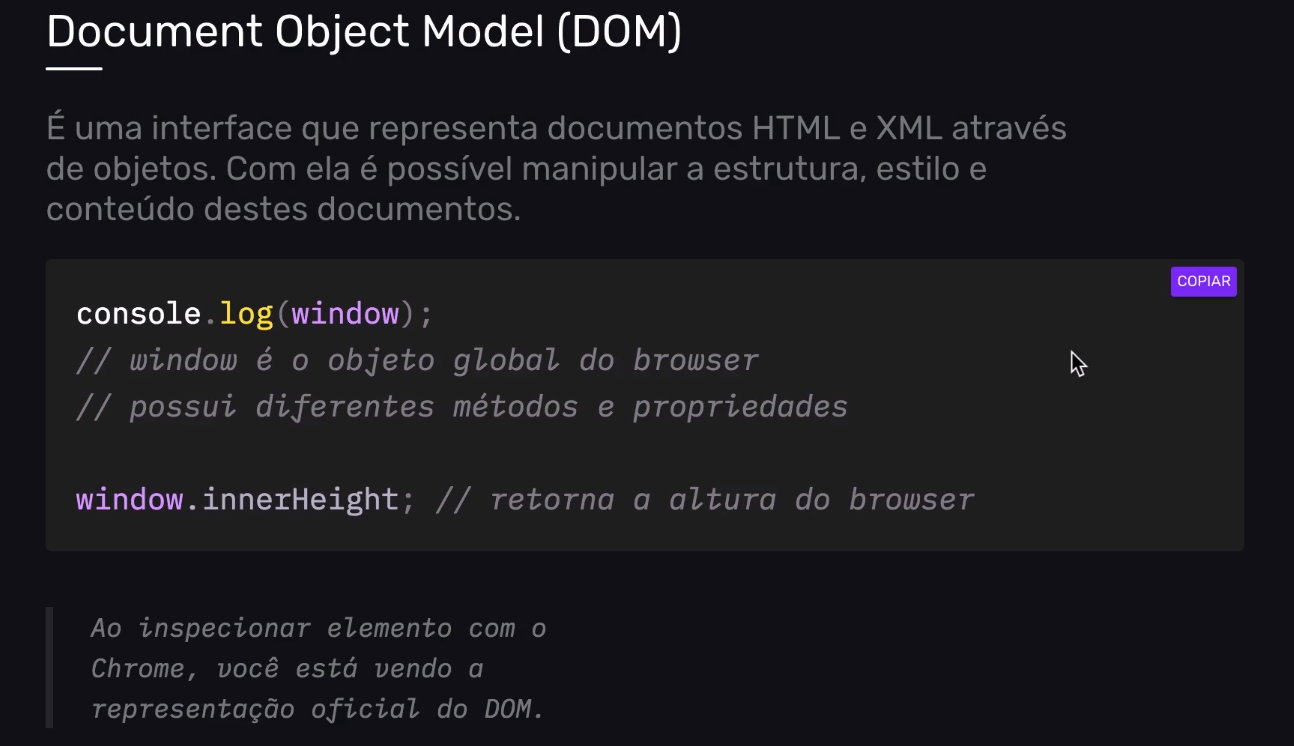 Document Object Model (DOM)
É uma interface que representa documentos HTML e XML através
de objetos. Com ela é possível manipular a estrutura, estilo e
conteúdo destes documentos.
COPIAR
console.log(window);
// window é o objeto global do browser
// possui diferentes métodos e propriedades
window.innerHeight; // retorna a altura do browser
Ao inspecionar elemento com o
Chrome, você está vendo a
representação oficial do DOM.